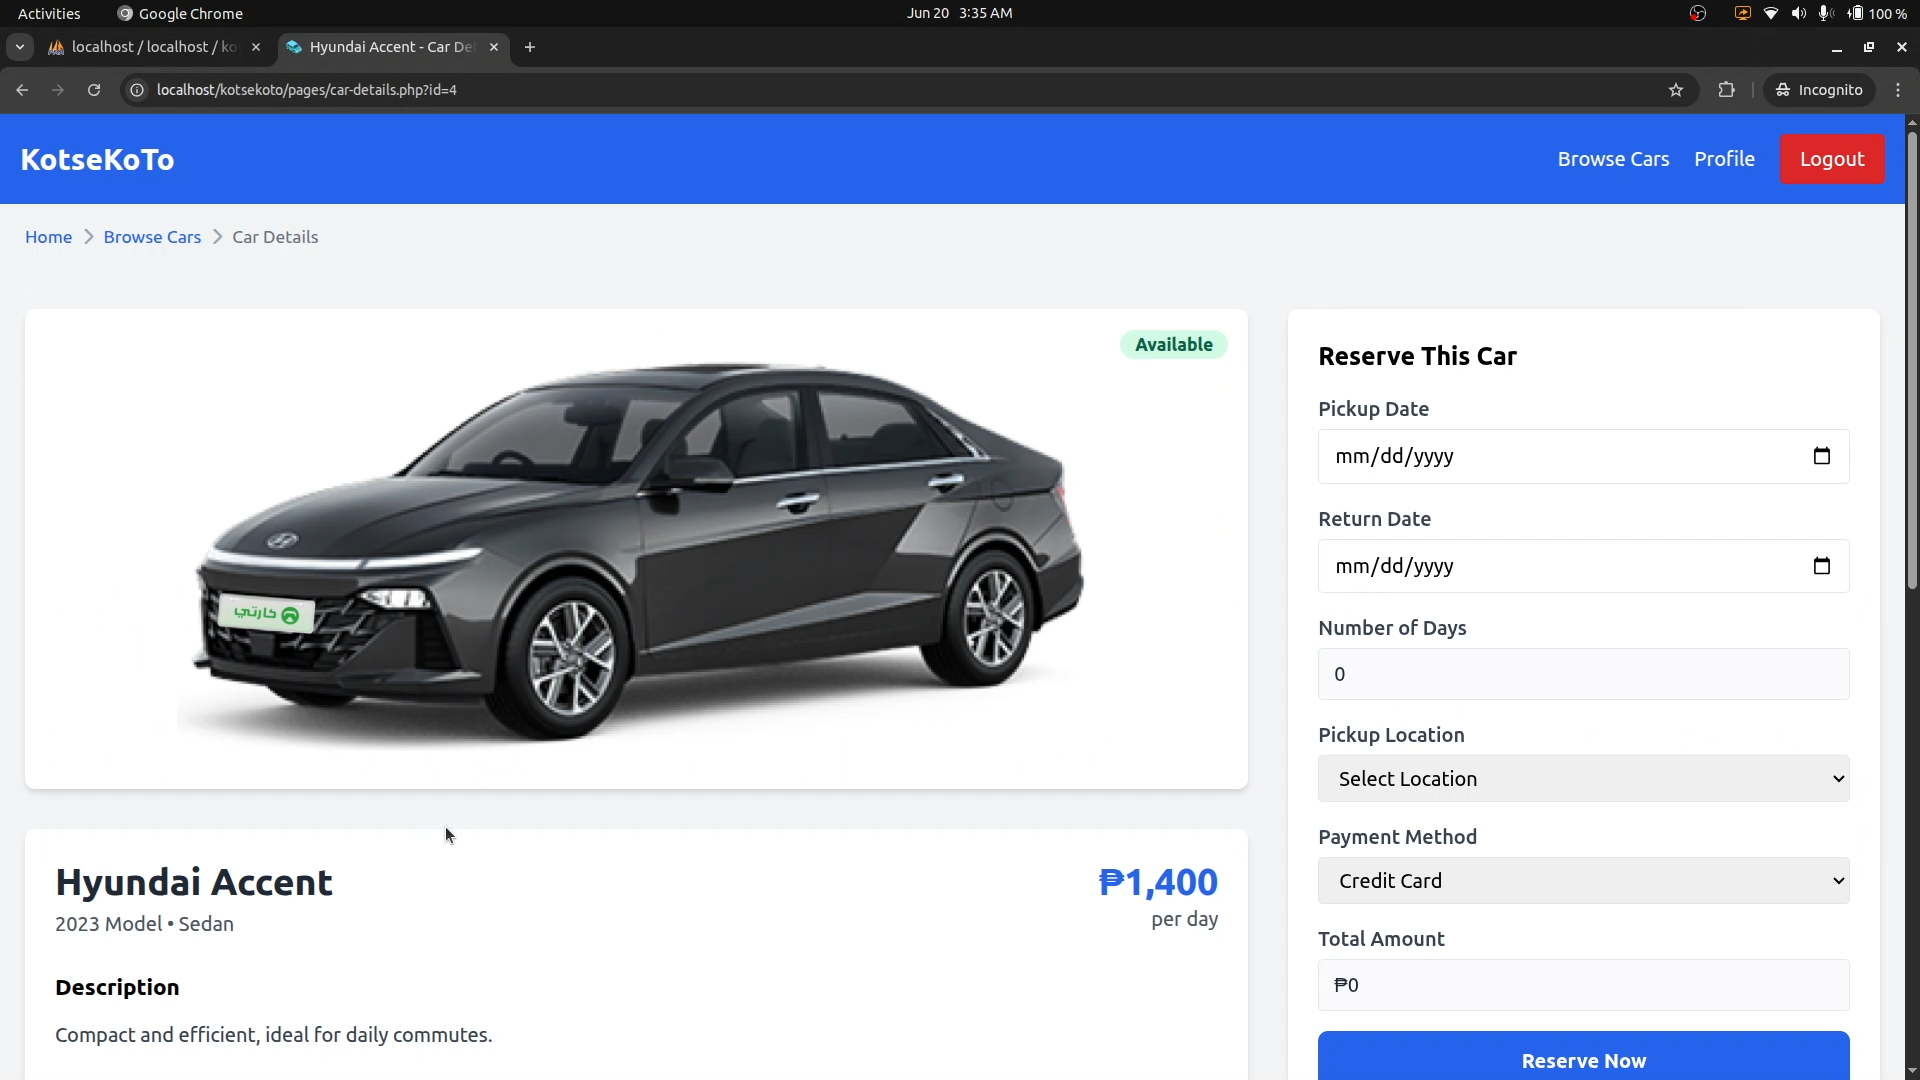 Activities
Google Chrome
Jun 20 3:35 AM
100 %
localhost / localhost / ko
Hyundai Accent - Car De
localhost/kotsekoto/pages/car-details.php?id=4
Incognito
KotseKoTo
Browse Cars
Profile
Logout
Home
Browse Cars
Car Details
Available
كارتي
Hyundai Accent
2023 Model • Sedan
₱1,400
per day
Description
Compact and efficient, ideal for daily commutes.
Reserve This Car
Pickup Date
mm/dd/yyyy
Return Date
mm/dd/yyyy
Number of Days
0
Pickup Location
Select Location
Payment Method
Credit Card
Total Amount
₱0
Reserve Now